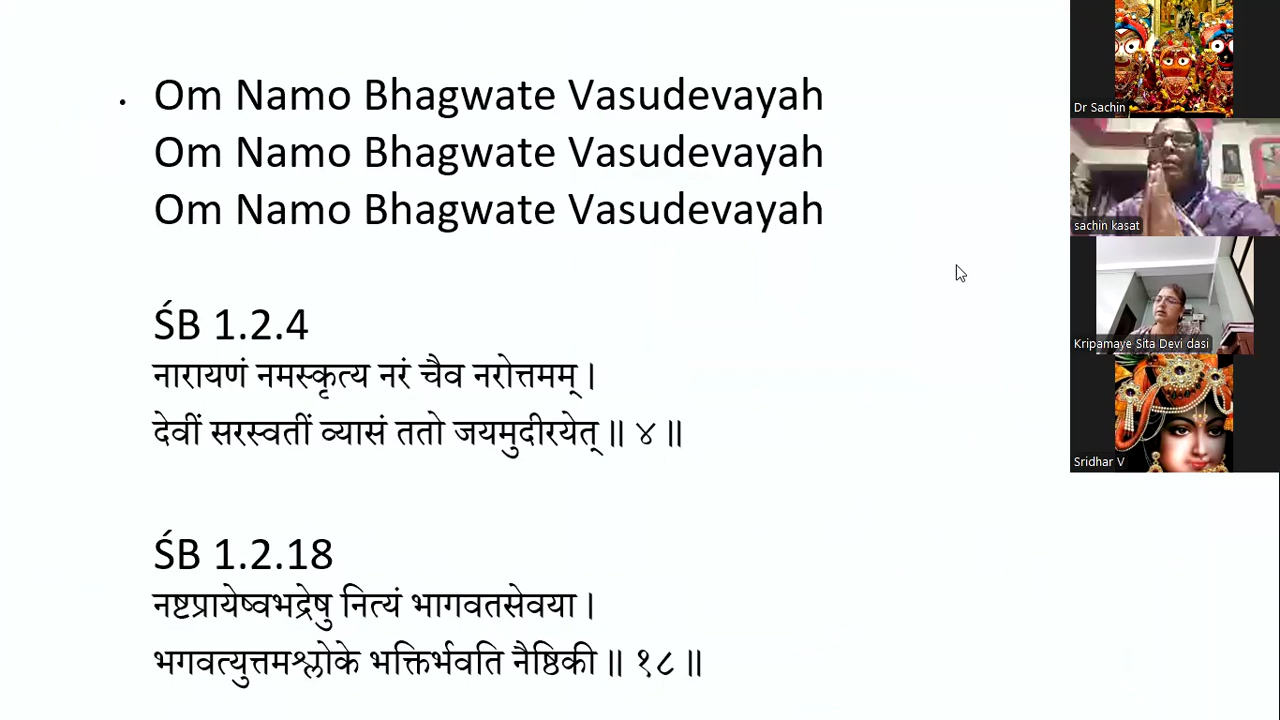 • Om Namo Bhagwate Vasudevayah
Om Namo Bhagwate Vasudevayah
Om Namo Bhagwate Vasudevayah
ŚB 1.2.4
नारायणं नमस्कृत्य नरं चैव नरोत्तमम् ।
देवीं सरस्वतीं व्यासं ततो जयमुदीरयेत् ॥ ४ ॥
ŚB 1.2.18
नष्टप्रायेष्वभद्रेषु नित्यं भागवतसेवया ।
भगवत्युत्तमश्लोके भक्तिर्भवति नैष्ठिकी ॥ १८ ॥
Dr Sachin
sachin kasat
Kripamaye Sita Devi dasi
Sridhar V